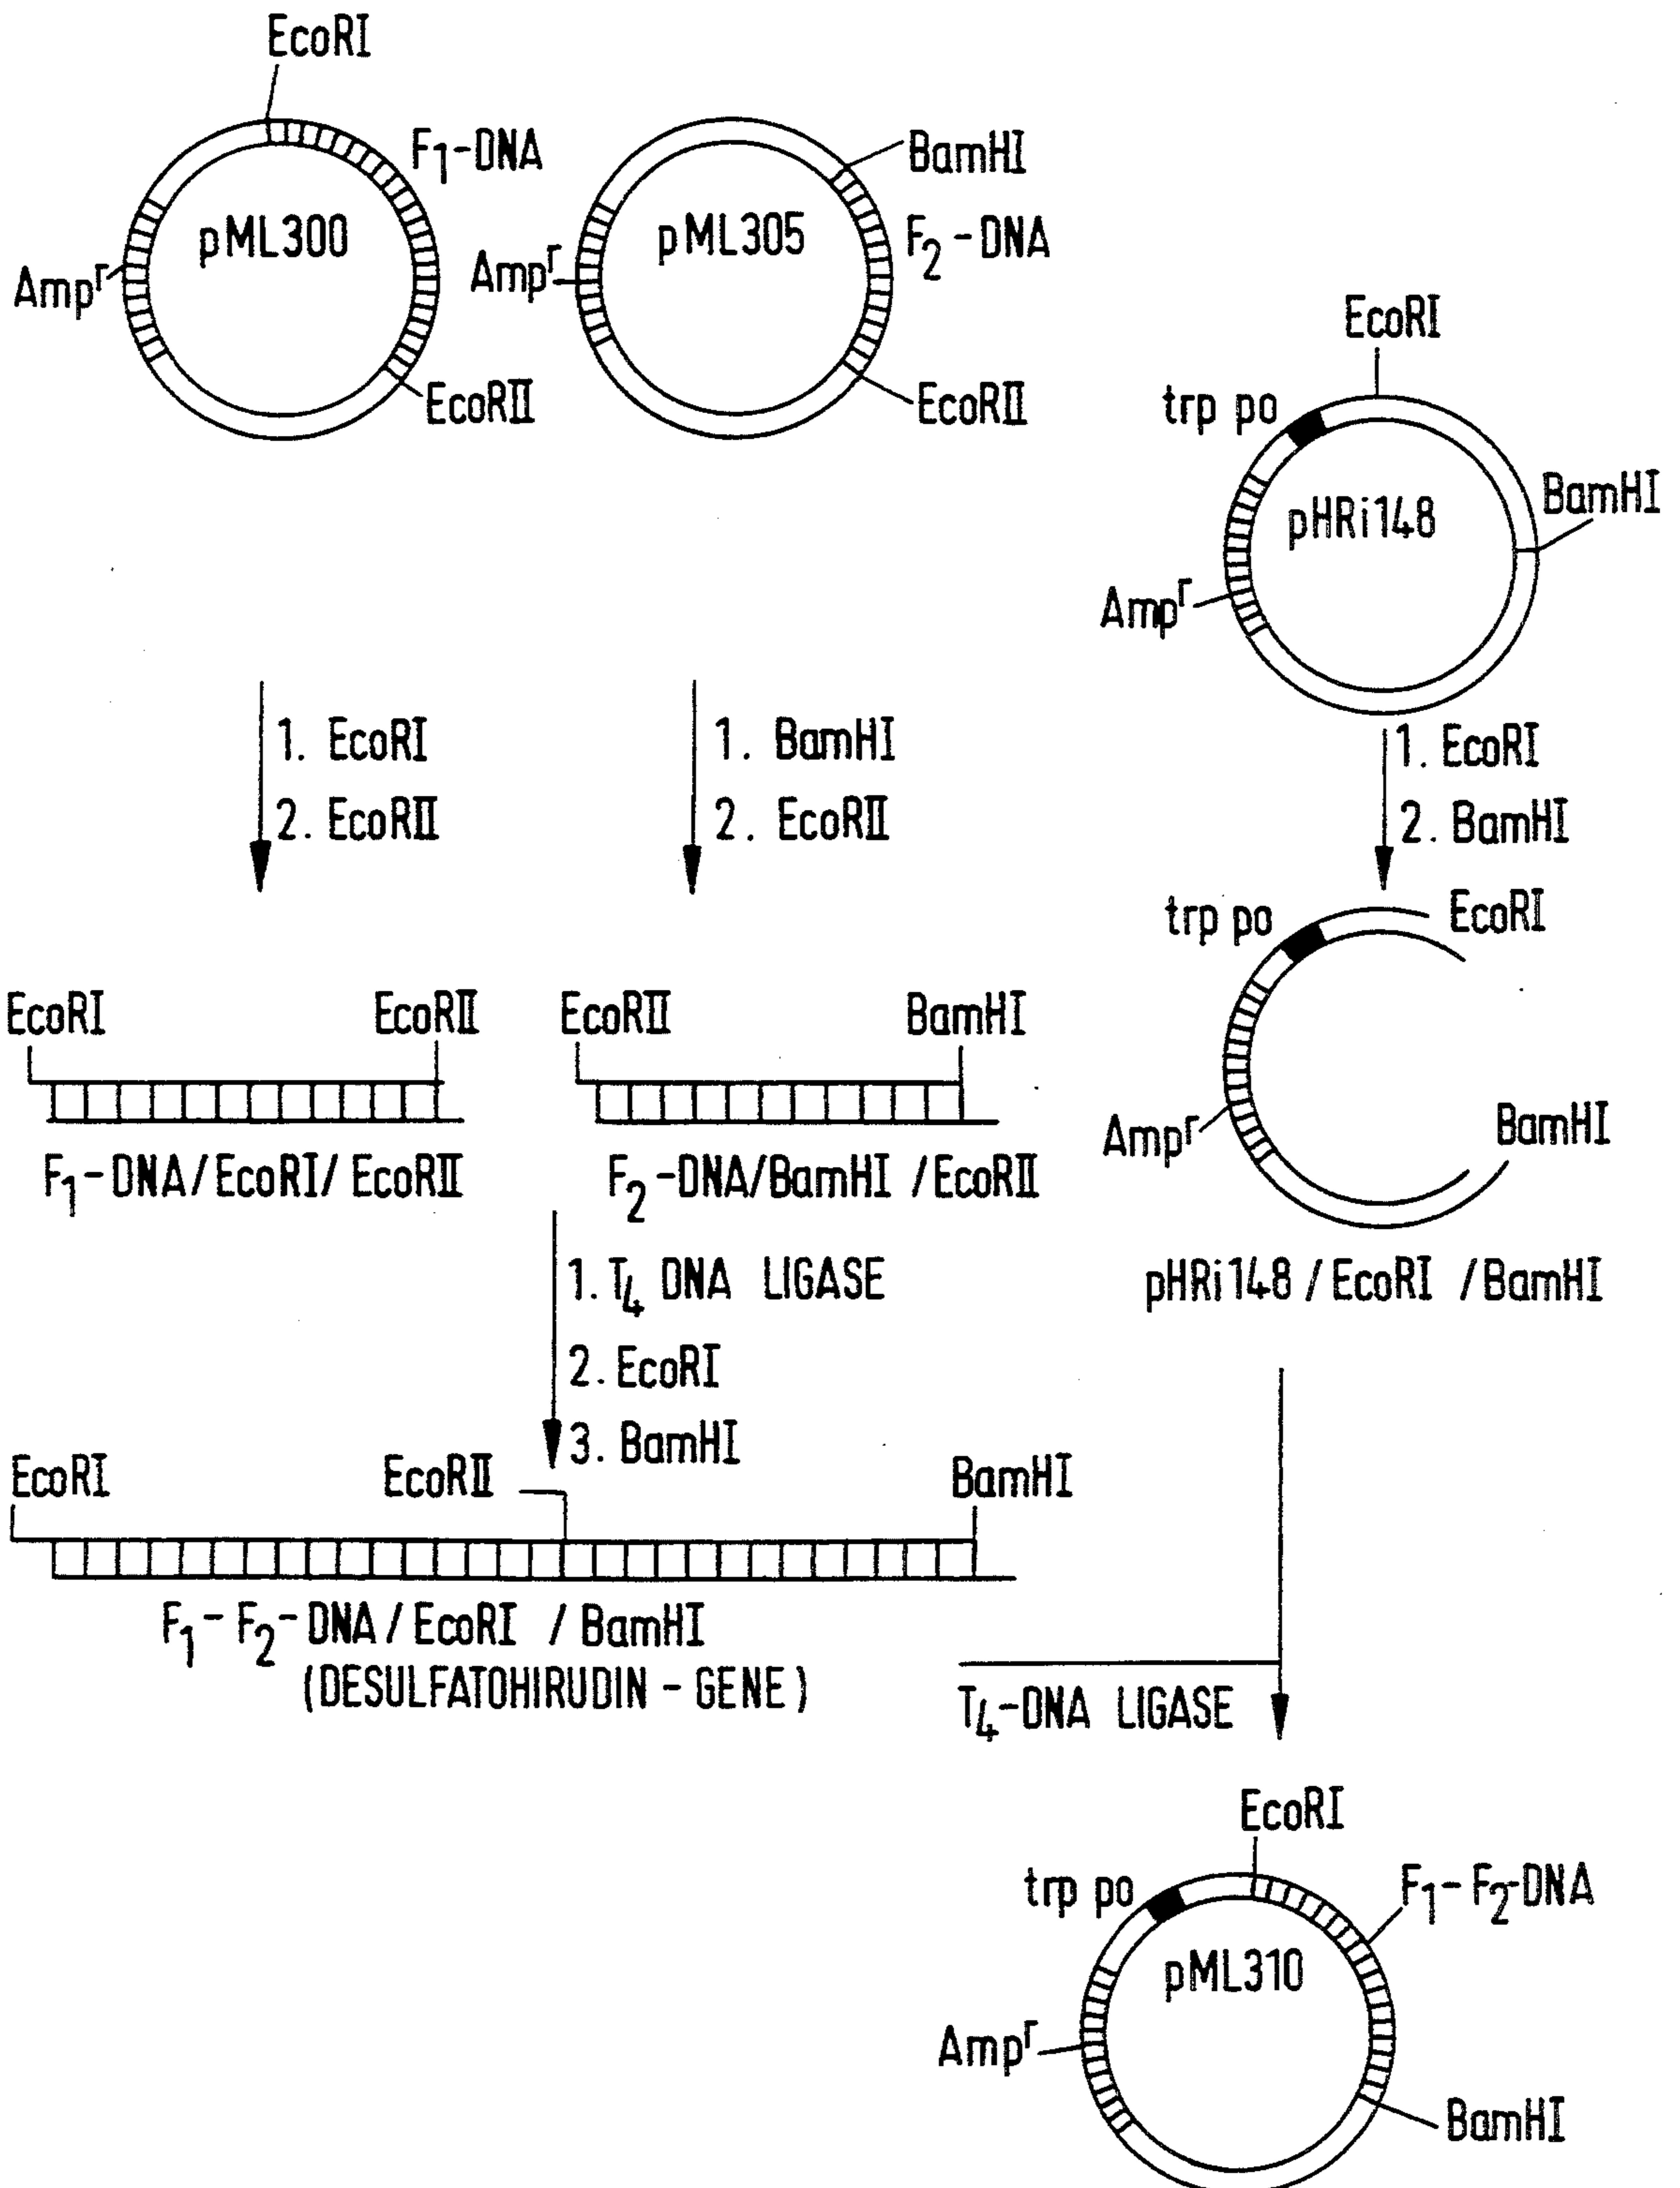 EcoRI
F1-DNA
pML300
Ampr
EcoRII
BamHI
F2-DNA
pML305
Ampr
EcoRII
EcoRI
trp po
pHRi148
BamHI
Ampr
1. EcoRI
2. EcoRII
1. BamHI
2. EcoRII
1. EcoRI
2. BamHI
trp po
EcoRI
Ampr
BamHI
pHRi148/EcoRI/BamHI
EcoRI
EcoRII
F1-DNA/EcoRI/EcoRII
EcoRII
BamHI
F2-DNA/BamHI/EcoRII
1. T4 DNA LIGASE
2. EcoRI
3. BamHI
EcoRI
EcoRII
BamHI
F1-F2-DNA/EcoRI/BamHI
(DESULFATOHIRUDIN-GENE)
T4-DNA LIGASE
EcoRI
trp po
F1-F2-DNA
pML310
Ampr
BamHI